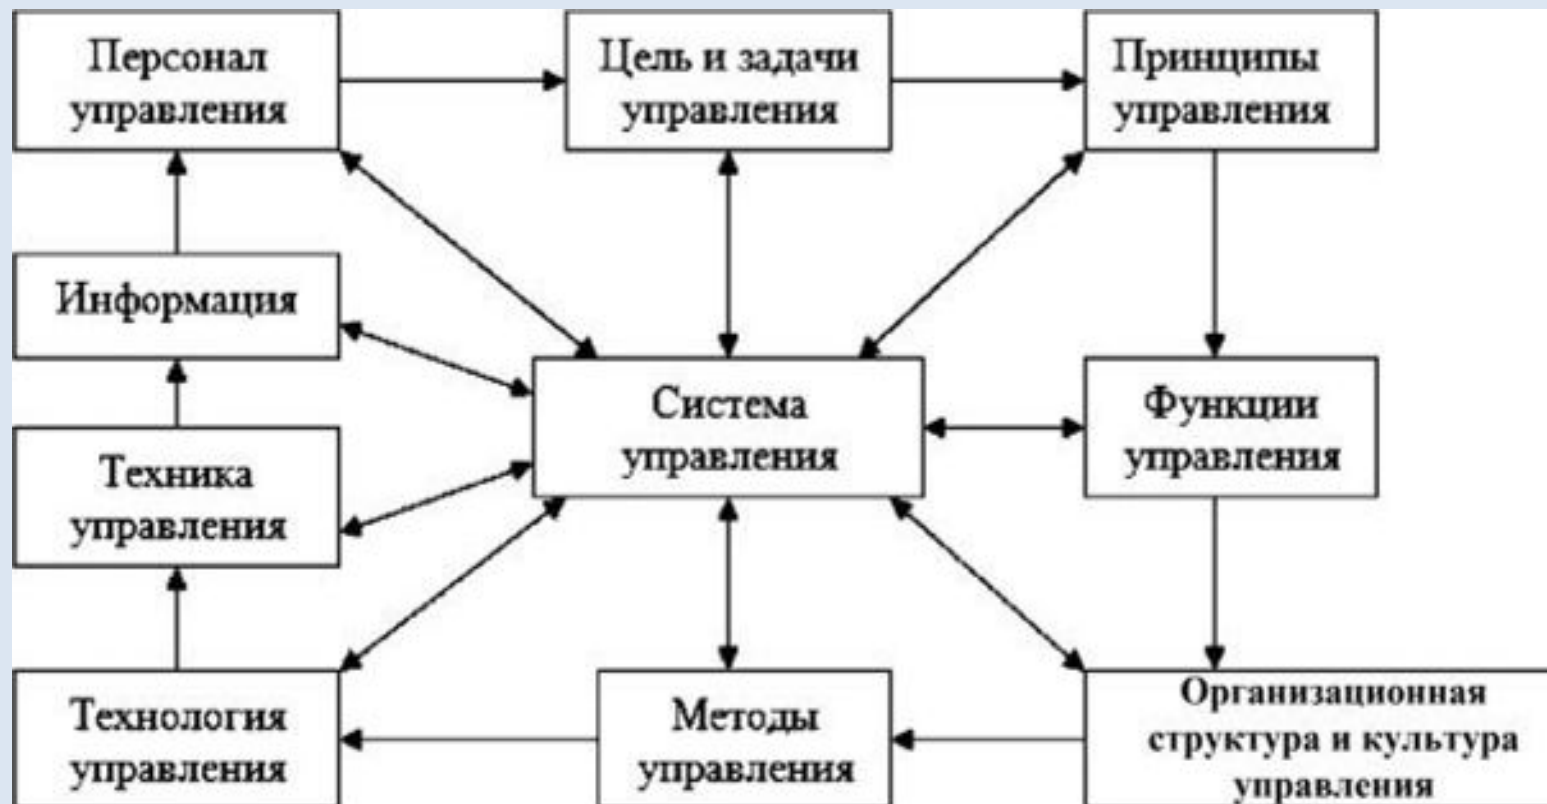 Персонал
управления
Цель и задачи
управления
Принципы
управления
Информация
Система
управления
Функции
управления
Техника
управления
Технология
управления
Методы
управления
Организационная
структура и культура
управления